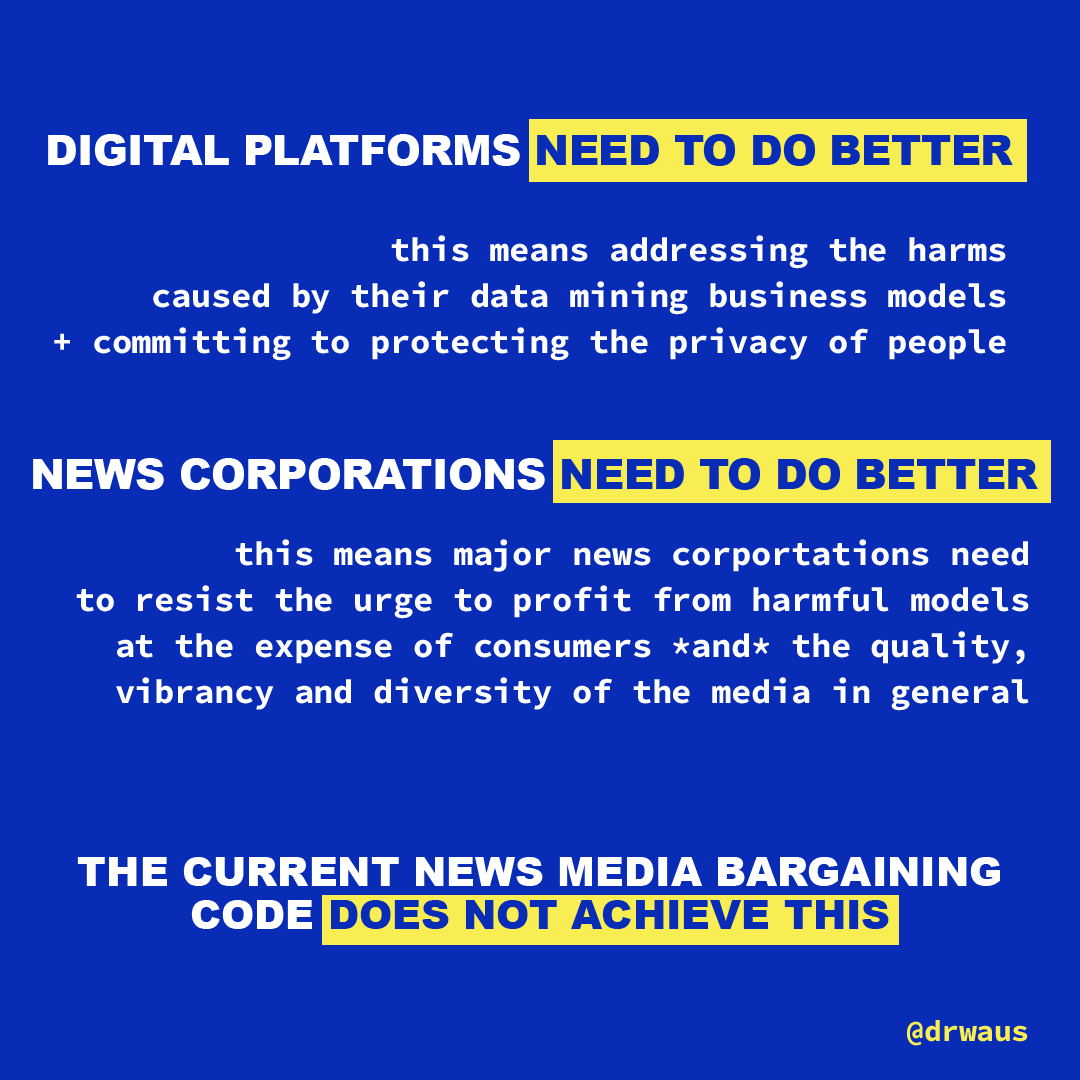 DIGITAL PLATFORMS NEED TO DO BETTER
this means addressing the harms
caused by their data mining business models
+ committing to protecting the privacy of people
NEWS CORPORATIONS NEED TO DO BETTER
this means major news corportations need
to resist the urge to profit from harmful models
at the expense of consumers *and* the quality,
vibrancy and diversity of the media in general
THE CURRENT NEWS MEDIA BARGAINING
CODE DOES NOT ACHIEVE THIS
@drwaus